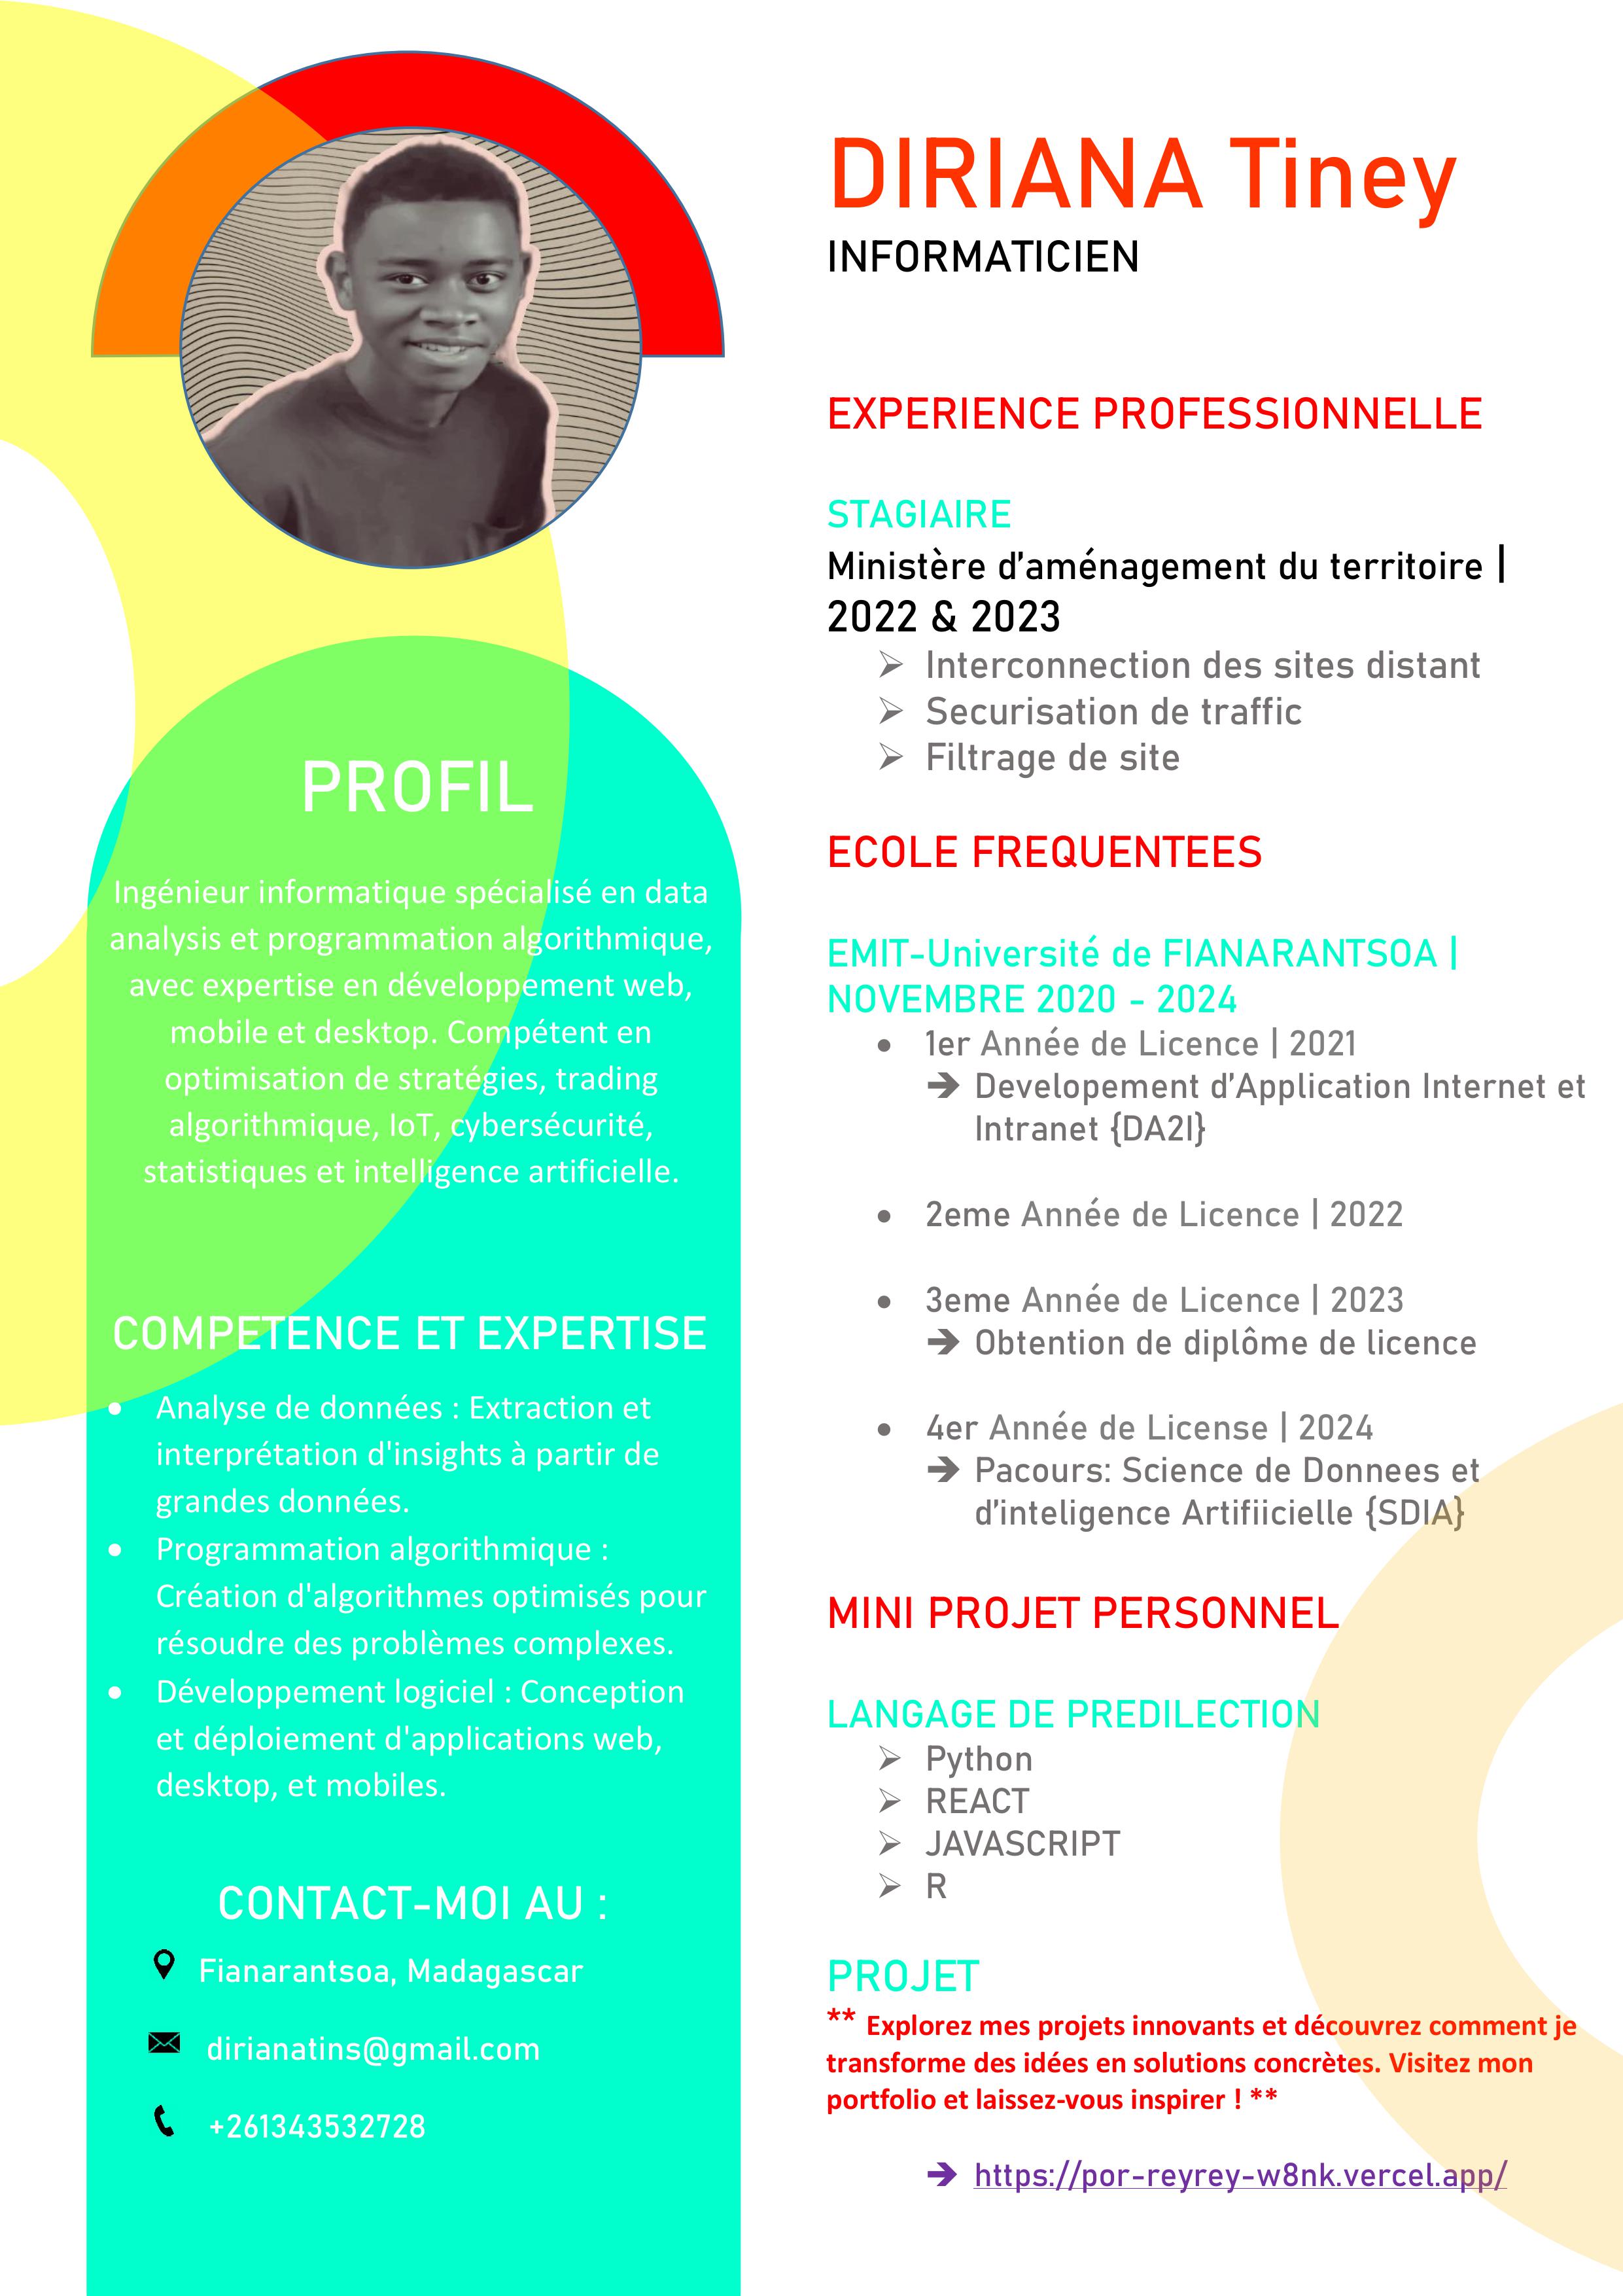 DIRIANA Tiney
INFORMATICIEN
EXPERIENCE PROFESSIONNELLE
STAGIAIRE
Ministère d’aménagement du territoire |
2022 & 2023
Interconnection des sites distant
Securisation de traffic
Filtrage de site
ECOLE FREQUENTEES
EMIT-Université de FIANARANTSOA |
NOVEMBRE 2020 - 2024
1er Année de Licence | 2021
Developement d’Application Internet et
Intranet {DA2I}
2eme Année de Licence | 2022
3eme Année de Licence | 2023
Obtention de diplôme de licence
4er Année de License | 2024
Pacours: Science de Donnees et
d’inteligence Artifiicielle {SDIA}
MINI PROJET PERSONNEL
LANGAGE DE PREDILECTION
Python
REACT
JAVASCRIPT
R
PROJET
** Explorez mes projets innovants et découvrez comment je
transforme des idées en solutions concrètes. Visitez mon
portfolio et laissez-vous inspirer ! **
https://por-reyrey-w8nk.vercel.app/
PROFIL
Ingénieur informatique spécialisé en data
analysis et programmation algorithmique,
avec expertise en développement web,
mobile et desktop. Compétent en
optimisation de stratégies, trading
algorithmique, IoT, cybersécurité,
statistiques et intelligence artificielle.
COMPETENCE ET EXPERTISE
Analyse de données : Extraction et
interprétation d'insights à partir de
grandes données.
Programmation algorithmique :
Création d'algorithmes optimisés pour
résoudre des problèmes complexes.
Développement logiciel : Conception
et déploiement d'applications web,
desktop, et mobiles.
CONTACT-MOI AU :
Fianarantsoa, Madagascar
dirianatins@gmail.com
+261343532728